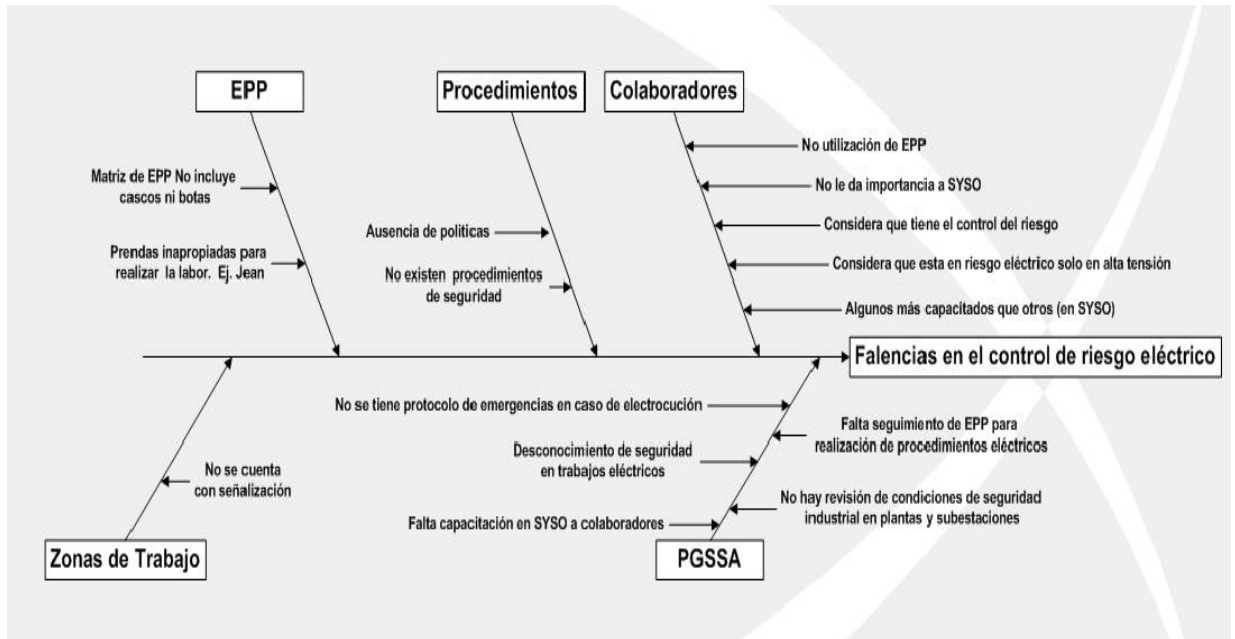 EPP
Procedimientos
Colaboradores
Matriz de EPP No incluye
cascos ni botas
Prendas inapropiadas para
realizar la labor. Ej. Jean
Ausencia de politicas
No existen procedimientos
de seguridad
No utilización de EPP
No le da importancia a SYSO
Considera que tiene el control del riesgo
Considera que esta en riesgo eléctrico solo en alta tensión
Algunos más capacitados que otros (en SYSO)
Falencias en el control de riesgo eléctrico
No se cuenta
con señalización
Zonas de Trabajo
No se tiene protocolo de emergencias en caso de electrocución
Desconocimiento de seguridad
en trabajos eléctricos
Falta capacitación en SYSO a colaboradores
Falta seguimiento de EPP para
realización de procedimientos eléctricos
No hay revisión de condiciones de seguridad
industrial en plantas y subestaciones
PGSSA